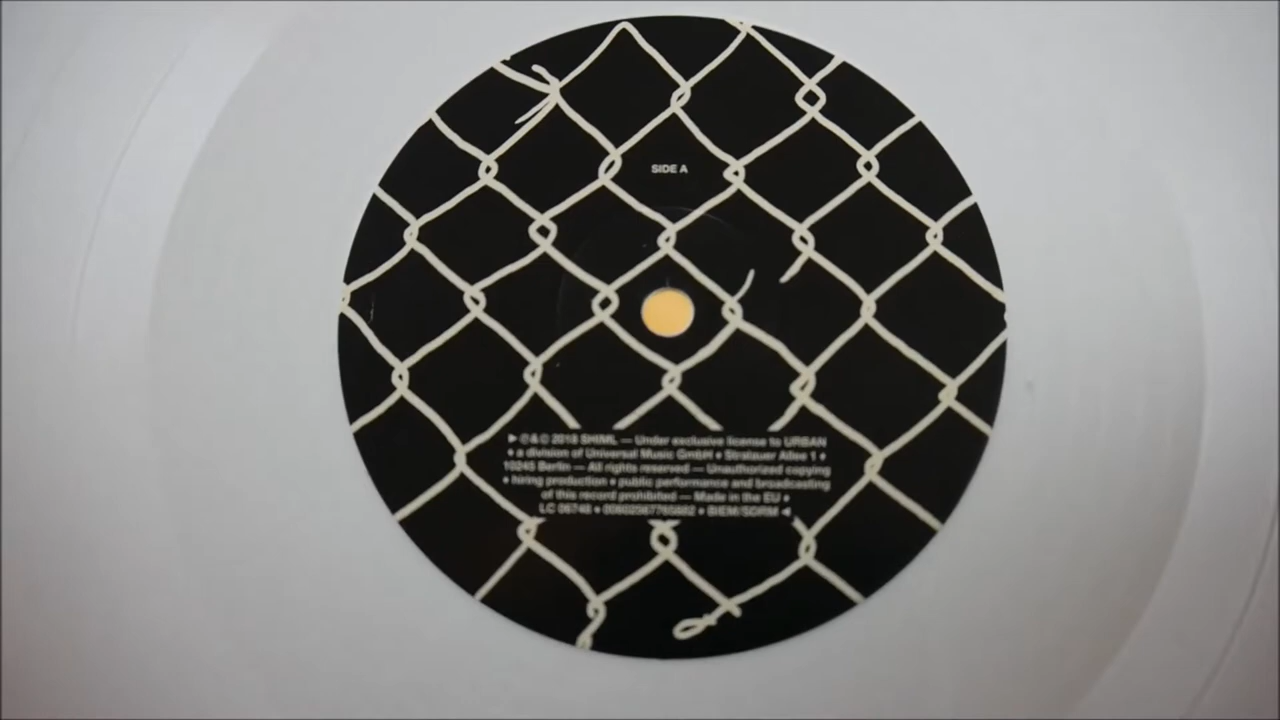 SIDE A
▶ ℗ & © 2018 SHIML — Under exclusive license to URBAN
• a division of Universal Music GmbH • Stralauer Allee 1 •
10245 Berlin — All rights reserved — Unauthorized copying
• hiring production • public performance and broadcasting
of this record prohibited — Made in the EU •
LC 06748 • • BIEM/SDRM ◀